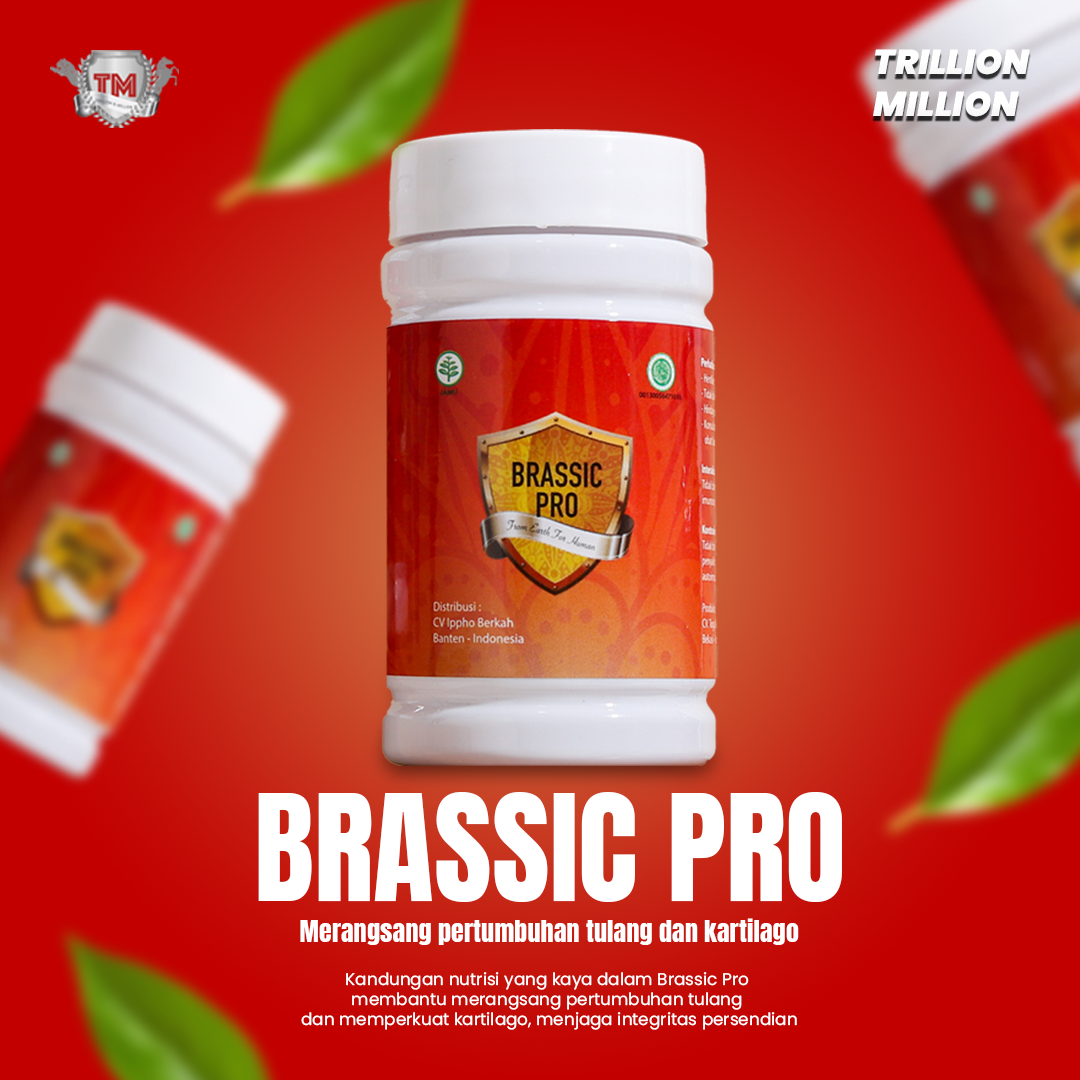 TM
TRILLION
MILLION
BRASSIC
PRO
From Earth For Human
Distribusi :
CV Ippho Berkah
Banten - Indonesia
BRASSIC PRO
Merangsang pertumbuhan tulang dan kartilago
Kandungan nutrisi yang kaya dalam Brassic Pro
membantu merangsang pertumbuhan tulang
dan memperkuat kartilago, menjaga integritas persendian